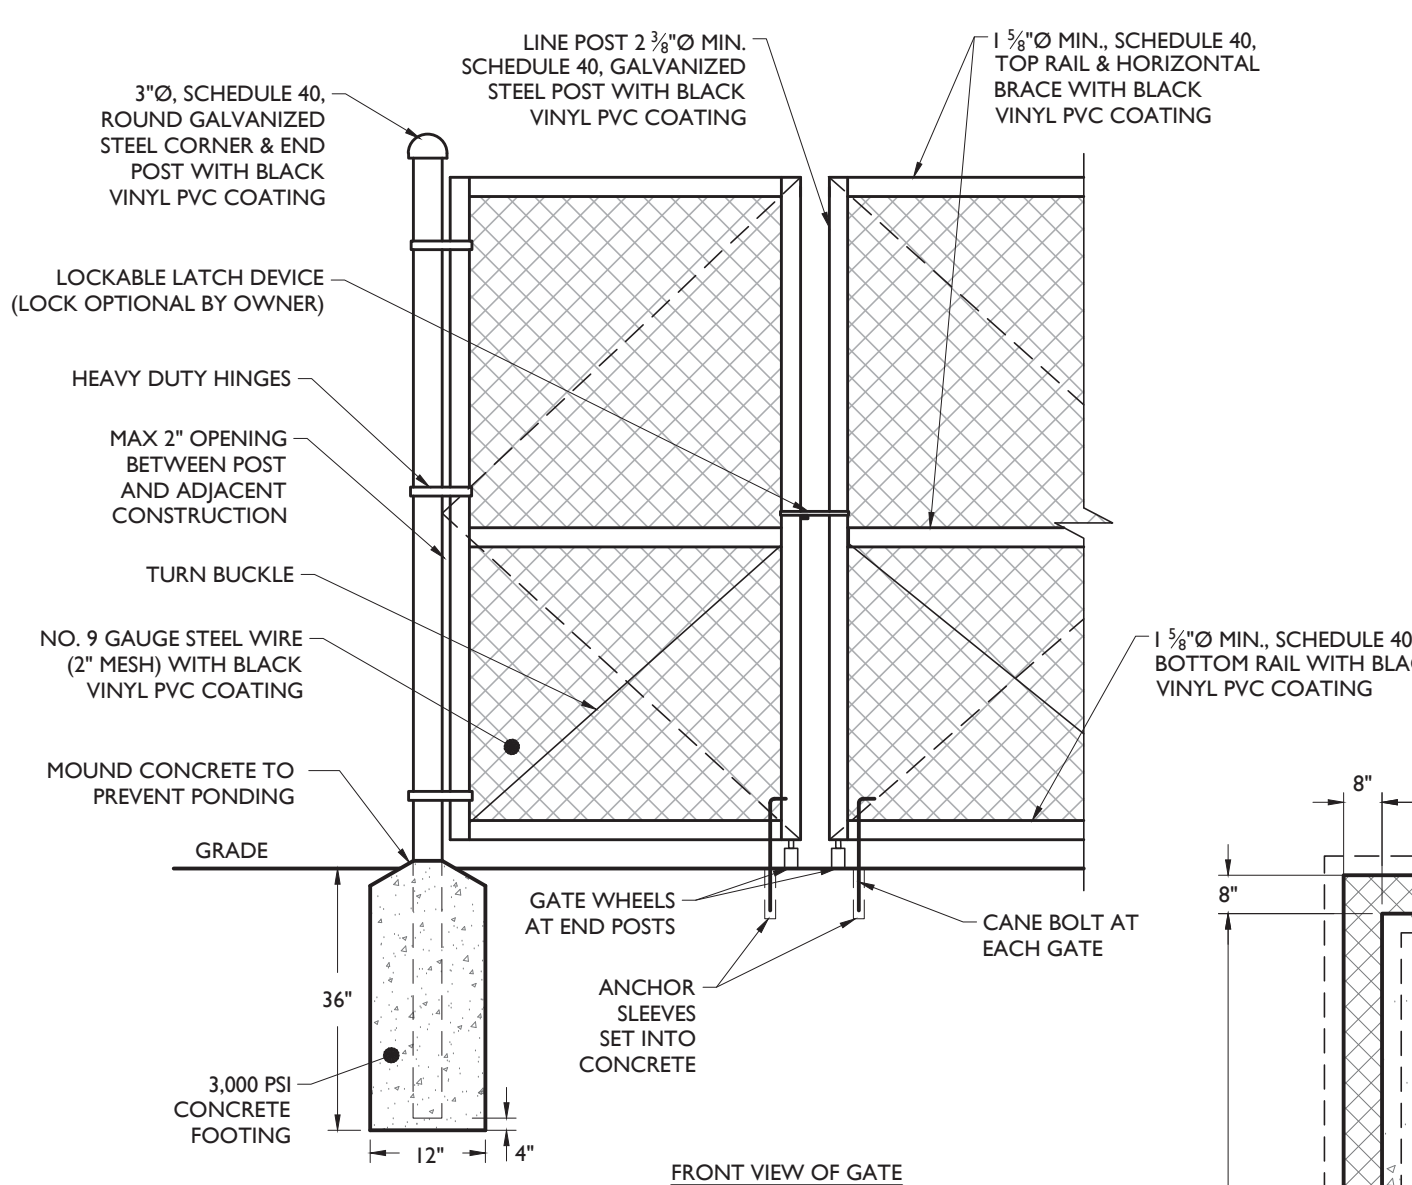 LINE POST 2 ⅜"Ø MIN.
SCHEDULE 40, GALVANIZED
STEEL POST WITH BLACK
VINYL PVC COATING
1 ⅝"Ø MIN., SCHEDULE 40,
TOP RAIL & HORIZONTAL
BRACE WITH BLACK
VINYL PVC COATING
3"Ø, SCHEDULE 40,
ROUND GALVANIZED
STEEL CORNER & END
POST WITH BLACK
VINYL PVC COATING
LOCKABLE LATCH DEVICE
(LOCK OPTIONAL BY OWNER)
HEAVY DUTY HINGES
MAX 2" OPENING
BETWEEN POST
AND ADJACENT
CONSTRUCTION
TURN BUCKLE
NO. 9 GAUGE STEEL WIRE
(2" MESH) WITH BLACK
VINYL PVC COATING
1 ⅝"Ø MIN., SCHEDULE 40
BOTTOM RAIL WITH
VINYL PVC COATING
MOUND CONCRETE TO
PREVENT PONDING
GRADE
GATE WHEELS
AT END POSTS
CANE BOLT AT
EACH GATE
ANCHOR
SLEEVES
SET INTO
CONCRETE
36"
3,000 PSI
CONCRETE
FOOTING
12"
4"
8"
8"
FRONT VIEW OF GATE